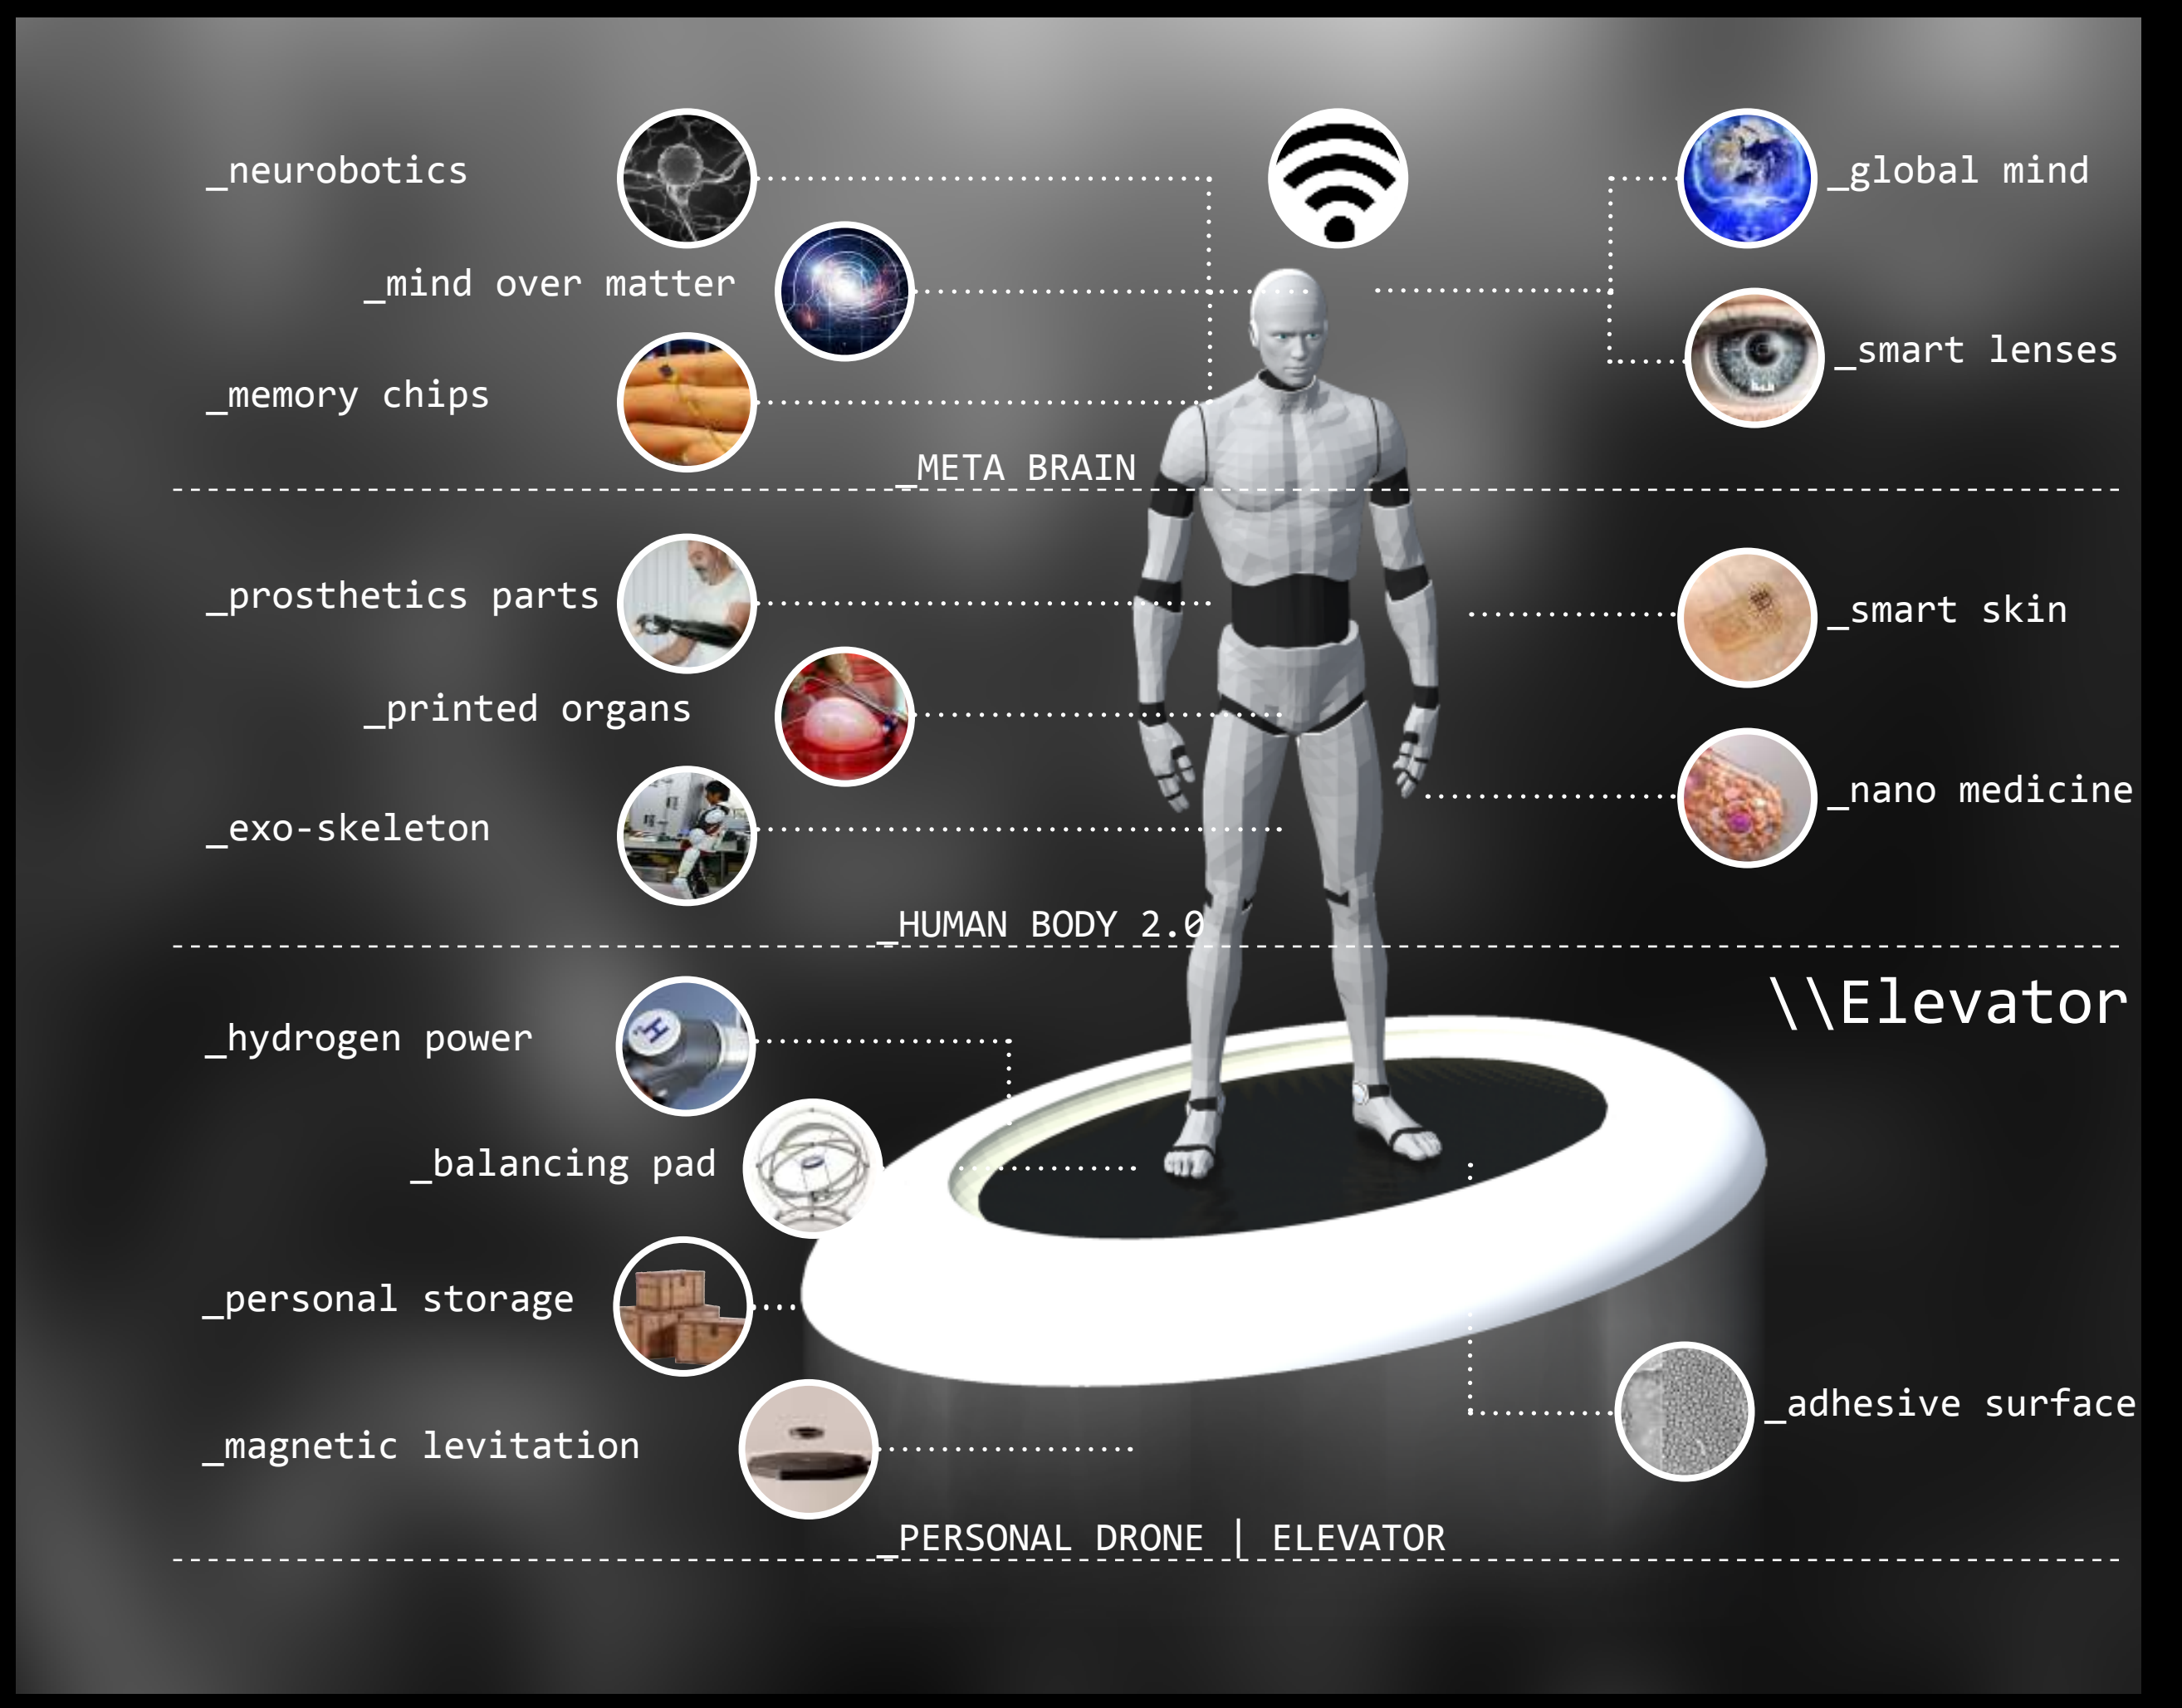 _neurobotics
_global mind
_mind over matter
_smart lenses
_memory chips
_META BRAIN
_prosthetics parts
_smart skin
_printed organs
_nano medicine
_exo-skeleton
_HUMAN BODY 2.0
\\Elevator
_hydrogen power
H
_balancing pad
_personal storage
_adhesive surface
_magnetic levitation
_PERSONAL DRONE | ELEVATOR